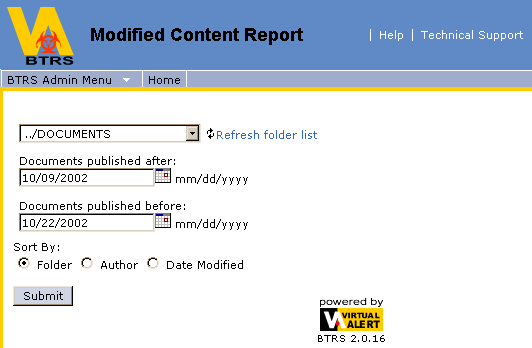 BTRS
Modified Content Report
| Help | Technical Support
BTRS Admin Menu
Home
../DOCUMENTS
Refresh folder list
Documents published after:
10/09/2002 mm/dd/yyyy
Documents published before:
10/22/2002 mm/dd/yyyy
Sort By:
Folder Author Date Modified
Submit
powered by
VIRTUAL
ALERT
BTRS 2.0.16